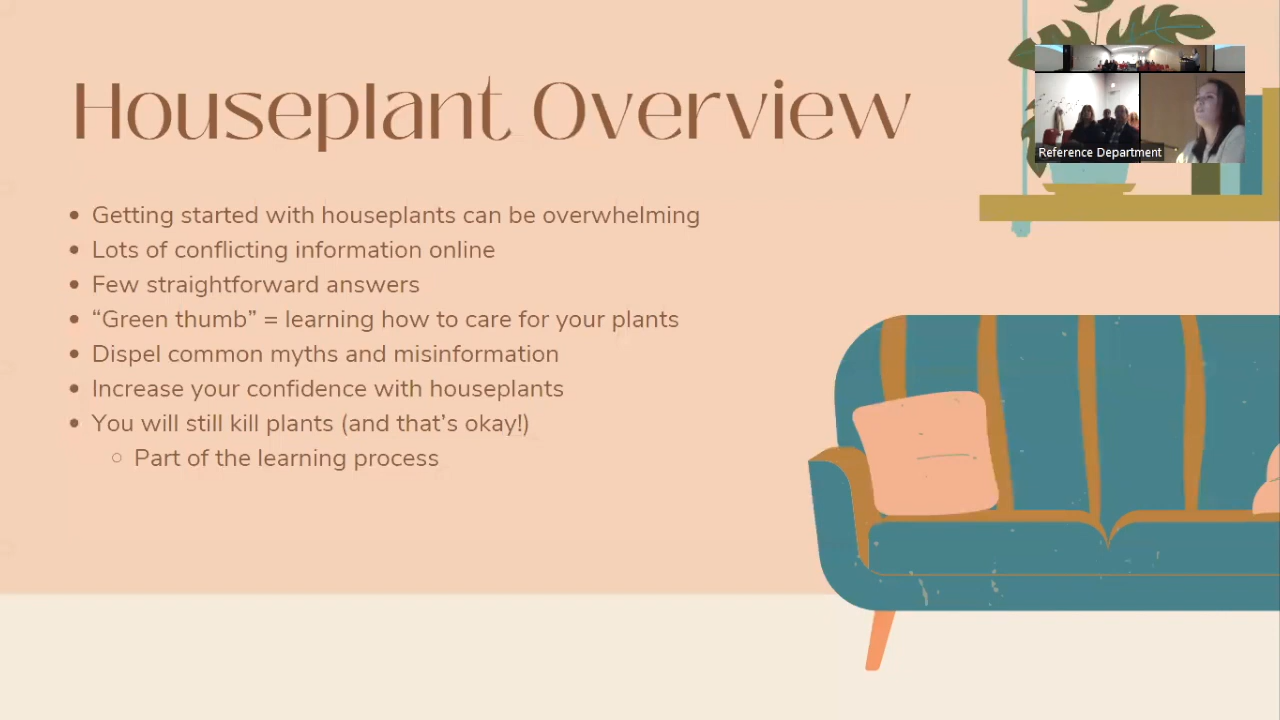 Houseplant Overview
Reference Department
• Getting started with houseplants can be overwhelming
• Lots of conflicting information online
• Few straightforward answers
• “Green thumb” = learning how to care for your plants
• Dispel common myths and misinformation
• Increase your confidence with houseplants
• You will still kill plants (and that’s okay!)
○ Part of the learning process